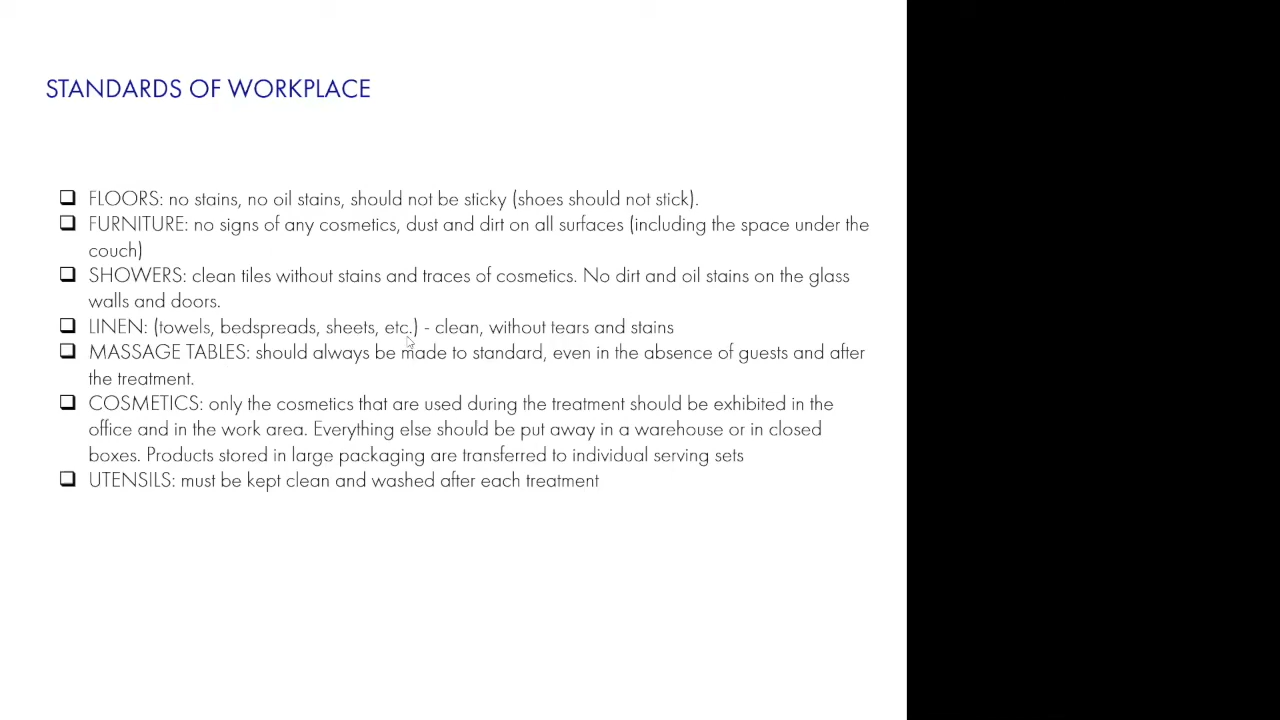 STANDARDS OF WORKPLACE
FLOORS: no stains, no oil stains, should not be sticky (shoes should not stick).
FURNITURE: no signs of any cosmetics, dust and dirt on all surfaces (including the space under the
couch)
SHOWERS: clean tiles without stains and traces of cosmetics. No dirt and oil stains on the glass
walls and doors.
LINEN: (towels, bedspreads, sheets, etc.) - clean, without tears and stains
MASSAGE TABLES: should always be made to standard, even in the absence of guests and after
the treatment.
COSMETICS: only the cosmetics that are used during the treatment should be exhibited in the
office and in the work area. Everything else should be put away in a warehouse or in closed
boxes. Products stored in large packaging are transferred to individual serving sets
UTENSILS: must be kept clean and washed after each treatment